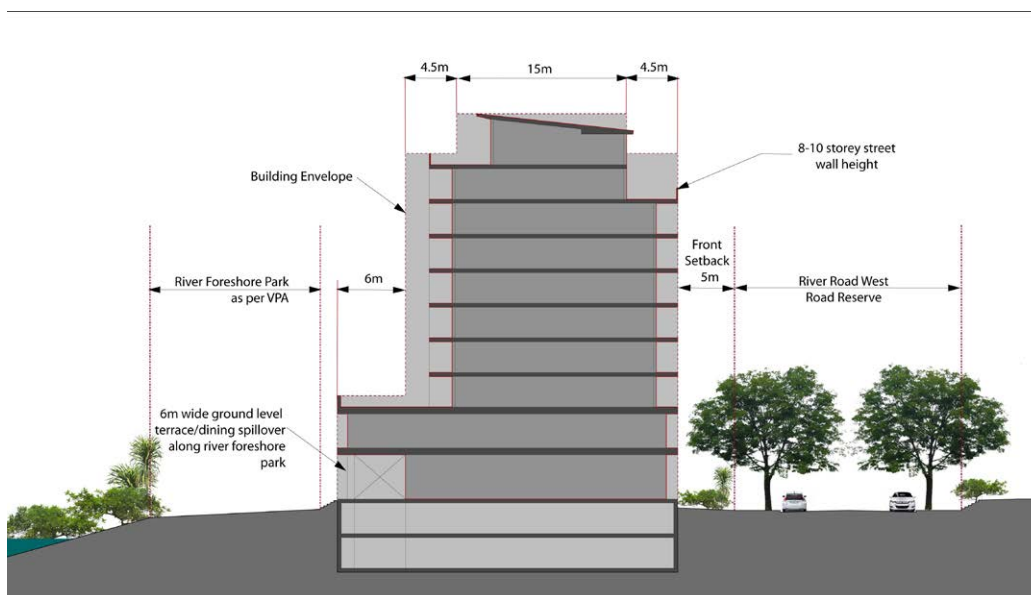 4.5m
15m
4.5m
8-10 storey street
wall height
Building Envelope
Front
Setback
5m
River Foreshore Park
as per VPA
6m
River Road West
Road Reserve
6m wide ground level
terrace/dining spillover
along river foreshore
park